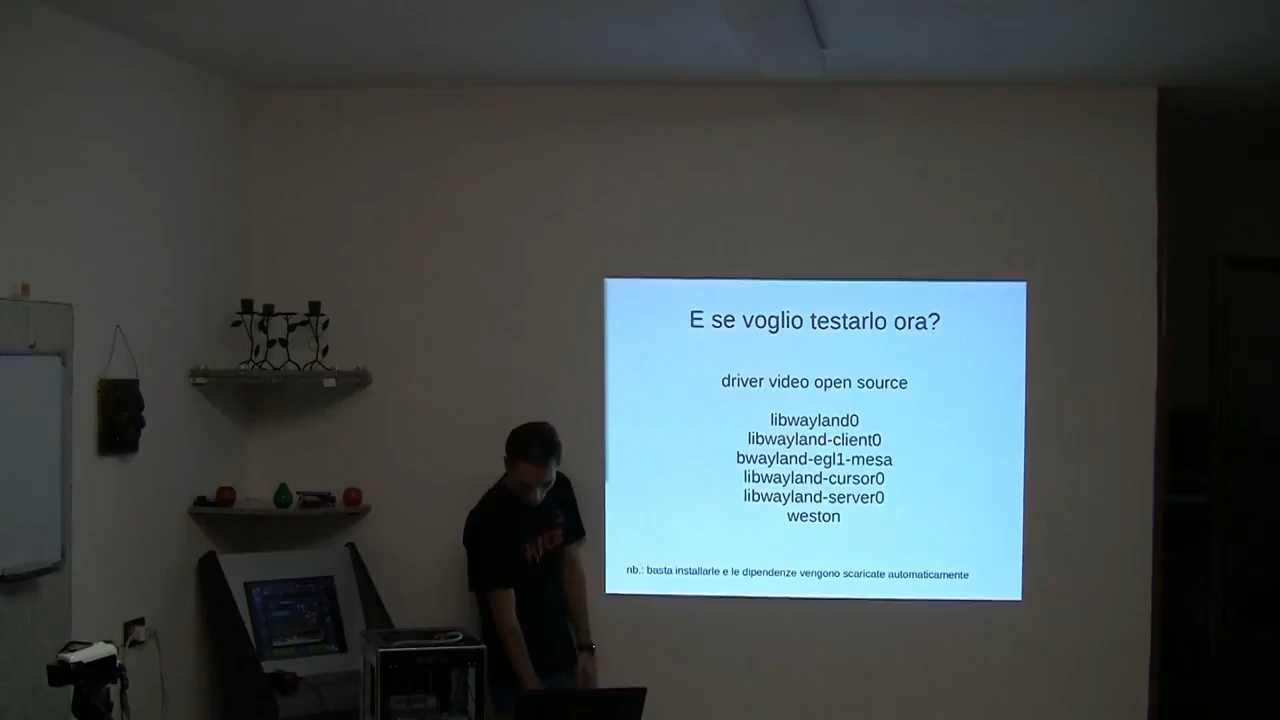 E se voglio testarlo ora?
driver video open source
libwayland0
libwayland-client0
bwayland-egl1-mesa
libwayland-cursor0
libwayland-server0
weston
nb.: basta installarle e le dipendenze vengono scaricate automaticamente